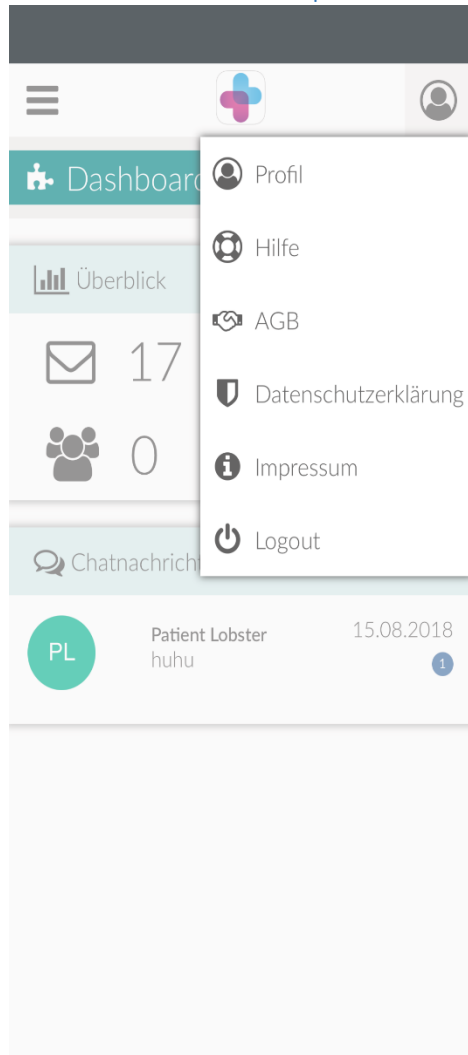 Dashboard
Profil
Hilfe
Überblick
AGB
17
Datenschutzerklärung
0
Impressum
Logout
Chatnachricht
PL
Patient Lobster
15.08.2018
huhu
1